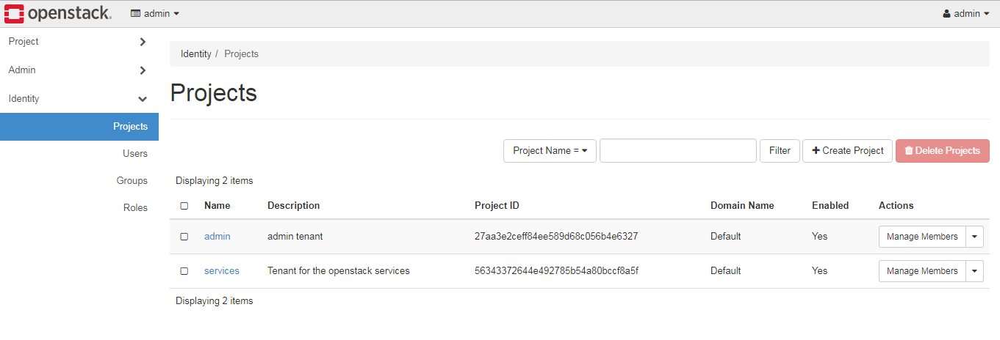 openstack. admin admin
Project
Admin
Identity
Projects
Users
Groups
Roles
Identity / Projects
Projects
Project Name = Filter Create Project Delete Projects
Displaying 2 items
Name Description Project ID Domain Name Enabled Actions
admin admin tenant 27aa3e2ceff84ee589d68c056b4e6327 Default Yes Manage Members
services Tenant for the openstack services 56343372644e492785b54a80bccf8a5f Default Yes Manage Members
Displaying 2 items